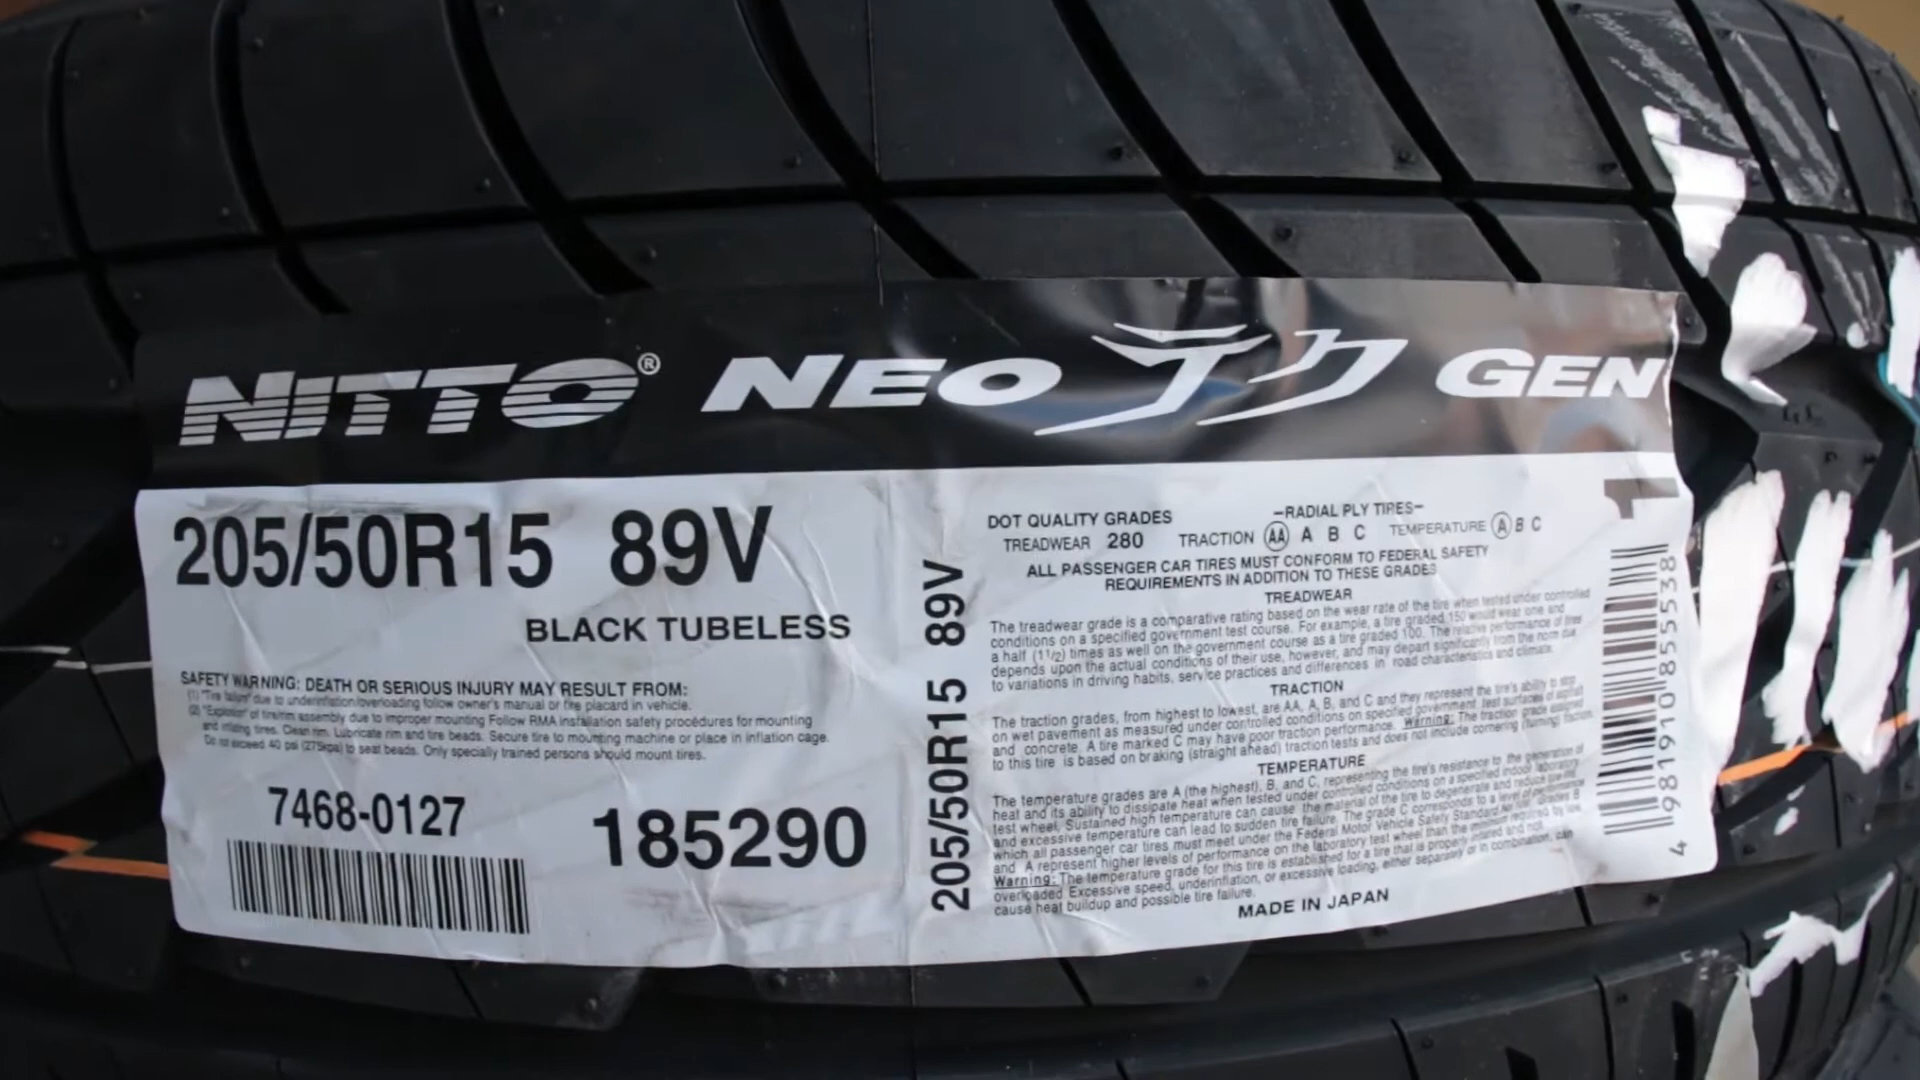 NITTO® NEO テク GEN
205/50R15 89V
BLACK TUBELESS
SAFETY WARNING: DEATH OR SERIOUS INJURY MAY RESULT FROM:
(1) "Tire failure" due to underinflation/overloading follow owner's manual or tire placard in vehicle.
(2) "Explosion" of tire/rim assembly due to improper mounting Follow RMA installation safety procedures for mounting
and inflating tires. Clean rim. Lubricate rim and tire beads. Secure tire to mounting machine or place in inflation cage.
Do not exceed 40 psi (275kpa) to seat beads. Only specially trained persons should mount tires.
7468-0127
185290
205/50R15 89V
DOT QUALITY GRADES -RADIAL PLY TIRES-
TREADWEAR 280 TRACTION AA A B C TEMPERATURE A B C
ALL PASSENGER CAR TIRES MUST CONFORM TO FEDERAL SAFETY
REQUIREMENTS IN ADDITION TO THESE GRADES
TREADWEAR
The treadwear grade is a comparative rating based on the wear rate of the tire when tested under controlled
conditions on a specified government test course. For example, a tire graded 150 would wear one and
a half (1 1/2) times as well on the government course as a tire graded 100. The relative performance of tires
depends upon the actual conditions of their use, however, and may depart significantly from the norm due
to variations in driving habits, service practices and differences in road characteristics and climate.
TRACTION
The traction grades, from highest to lowest, are AA, A, B, and C and they represent the tire's ability to stop
on wet pavement as measured under controlled conditions on specified government test surfaces of asphalt
and concrete. A tire marked C may have poor traction performance. Warning: The traction grade assigned
to this tire is based on braking (straight ahead) traction tests and does not include cornering (turning) traction
TEMPERATURE
The temperature grades are A (the highest), B, and C, representing the tire's resistance to the generation of
heat and its ability to dissipate heat when tested under controlled conditions on a specified indoor laboratory
test wheel. Sustained high temperature can cause the material of the tire to degenerate and reduce tire life
and excessive temperature can lead to sudden tire failure. The grade C corresponds to a level of performance
which all passenger car tires must meet under the Federal Motor Vehicle Safety Standard No. 109. Grades B
and A represent higher levels of performance on the laboratory test wheel than the minimum required by law.
Warning: The temperature grade for this tire is established for a tire that is properly inflated and not
overloaded. Excessive speed, underinflation, or excessive loading, either separately or in combination, can
cause heat buildup and possible tire failure.
MADE IN JAPAN
1
4 981910 855538